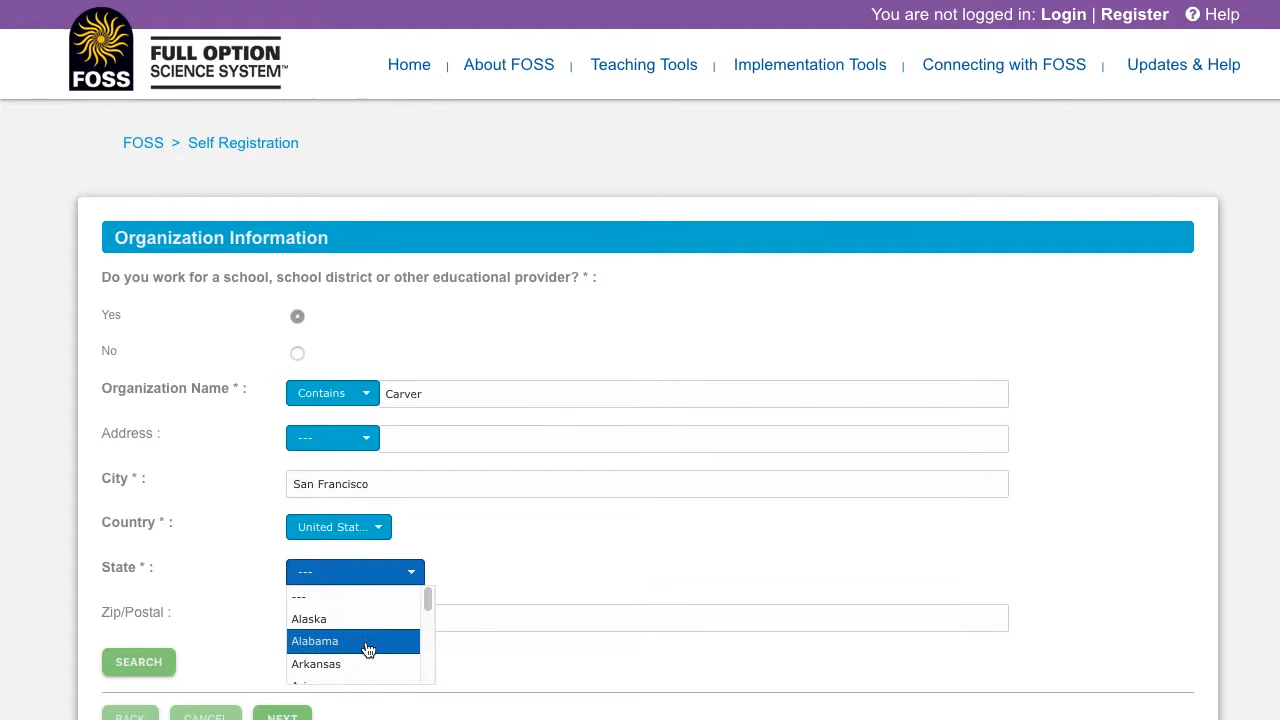 You are not logged in: Login | Register Help
FOSS
FULL OPTION
SCIENCE SYSTEM™
Home | About FOSS | Teaching Tools | Implementation Tools | Connecting with FOSS | Updates & Help
FOSS > Self Registration
Organization Information
Do you work for a school, school district or other educational provider? * :
Yes
No
Organization Name * : Contains Carver
Address : ---
City * : San Francisco
Country * : United Stat...
State * : ---
---
Alaska
Zip/Postal :
Alabama
Arkansas
SEARCH
BACK CANCEL NEXT